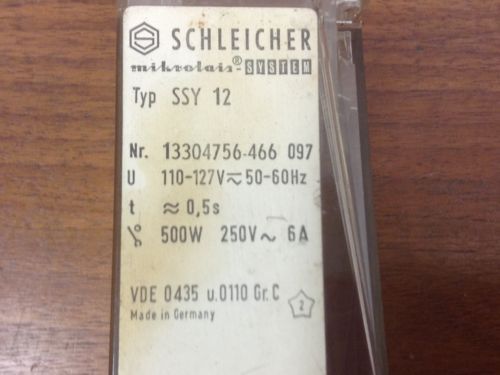 S SCHLEICHER
mikrolais®-SYSTEM
Typ SSY 12
Nr. 13304756-466 097
U 110-127V≂50-60Hz
t ≈ 0,5s
500W 250V~ 6A
VDE 0435 u.0110 Gr.C 2
Made in Germany